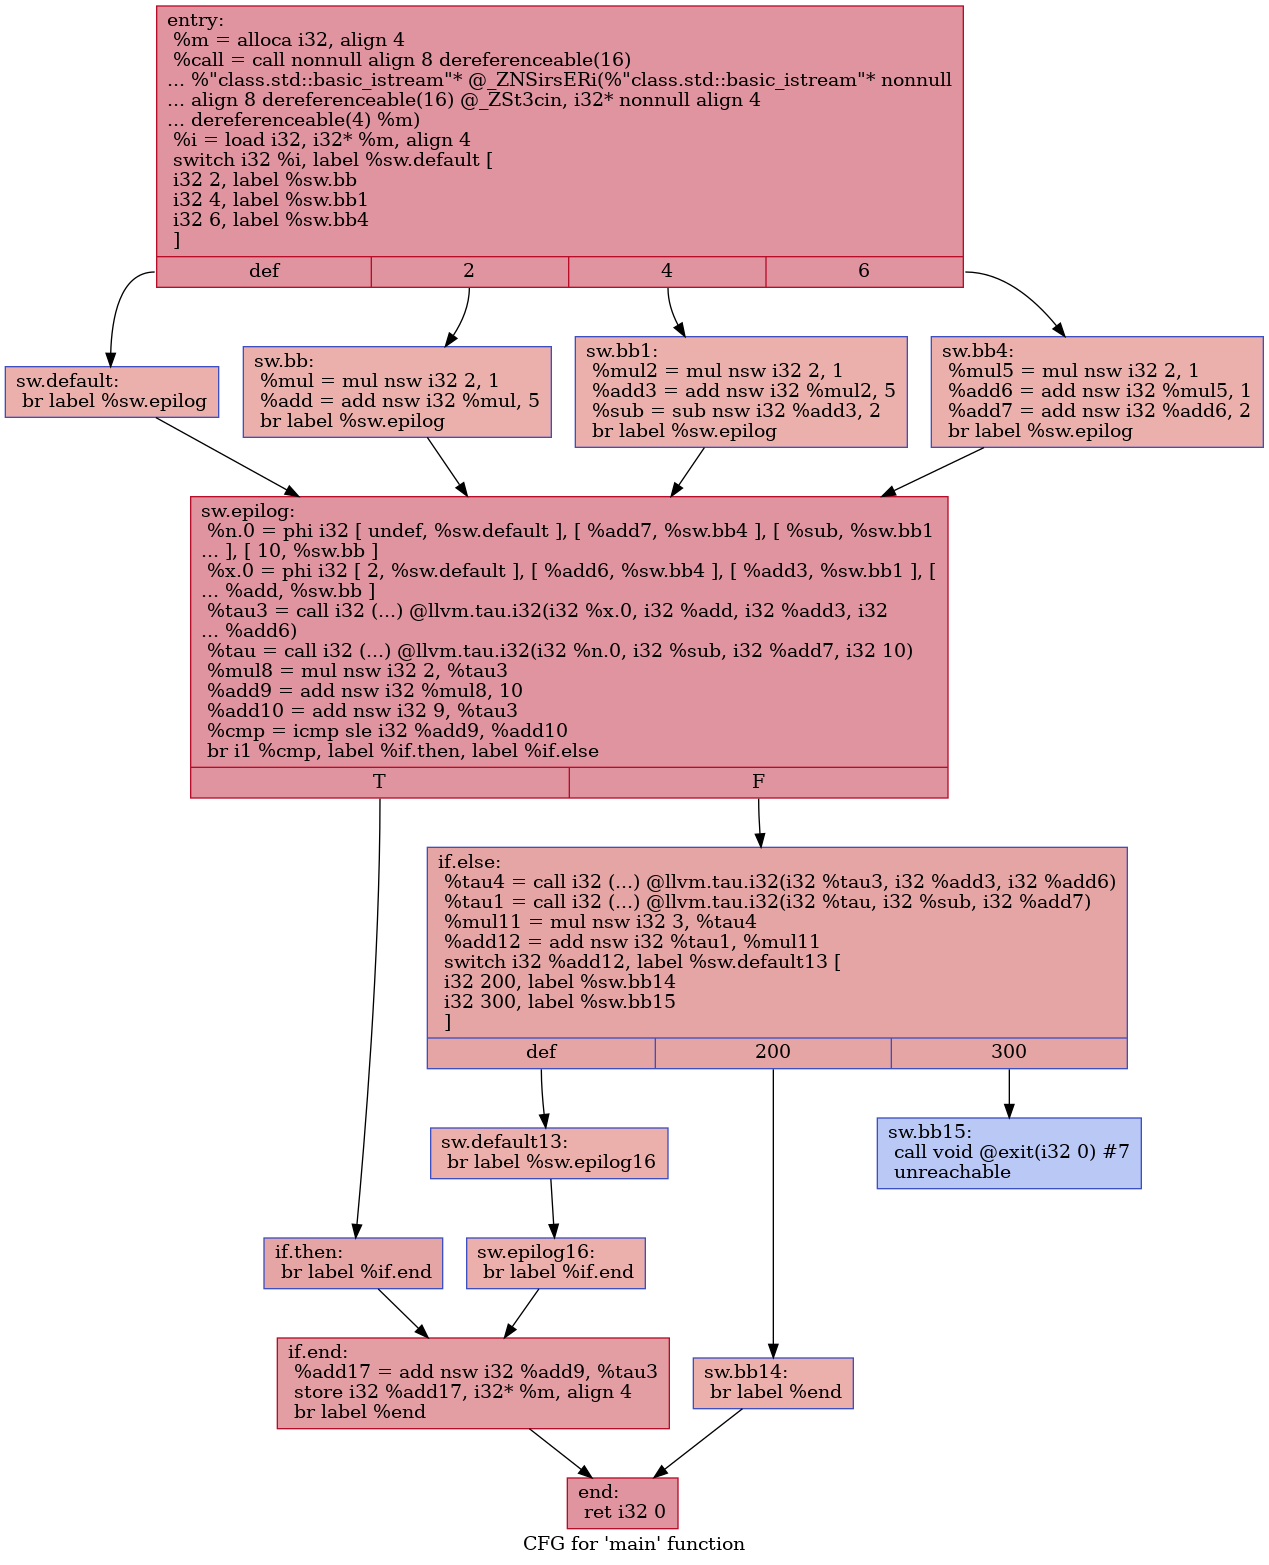 entry:
%m = alloca i32, align 4
%call = call nonnull align 8 dereferenceable(16)
... %"class.std::basic_istream"* @_ZNSirsERi(%"class.std::basic_istream"* nonnull
... align 8 dereferenceable(16) @_ZSt3cin, i32* nonnull align 4
... dereferenceable(4) %m)
%i = load i32, i32* %m, align 4
switch i32 %i, label %sw.default [
i32 2, label %sw.bb
i32 4, label %sw.bb1
i32 6, label %sw.bb4
]
def
2
4
6
sw.default:
br label %sw.epilog
sw.bb:
%mul = mul nsw i32 2, 1
%add = add nsw i32 %mul, 5
br label %sw.epilog
sw.bb1:
%mul2 = mul nsw i32 2, 1
%add3 = add nsw i32 %mul2, 5
%sub = sub nsw i32 %add3, 2
br label %sw.epilog
sw.bb4:
%mul5 = mul nsw i32 2, 1
%add6 = add nsw i32 %mul5, 1
%add7 = add nsw i32 %add6, 2
br label %sw.epilog
sw.epilog:
%n.0 = phi i32 [ undef, %sw.default ], [ %add7, %sw.bb4 ], [ %sub, %sw.bb1
... ], [ 10, %sw.bb ]
%x.0 = phi i32 [ 2, %sw.default ], [ %add6, %sw.bb4 ], [ %add3, %sw.bb1 ], [
... %add, %sw.bb ]
%tau3 = call i32 (...) @llvm.tau.i32(i32 %x.0, i32 %add, i32 %add3, i32
... %add6)
%tau = call i32 (...) @llvm.tau.i32(i32 %n.0, i32 %sub, i32 %add7, i32 10)
%mul8 = mul nsw i32 2, %tau3
%add9 = add nsw i32 %mul8, 10
%add10 = add nsw i32 9, %tau3
%cmp = icmp sle i32 %add9, %add10
br i1 %cmp, label %if.then, label %if.else
T
F
if.else:
%tau4 = call i32 (...) @llvm.tau.i32(i32 %tau3, i32 %add3, i32 %add6)
%tau1 = call i32 (...) @llvm.tau.i32(i32 %tau, i32 %sub, i32 %add7)
%mul11 = mul nsw i32 3, %tau4
%add12 = add nsw i32 %tau1, %mul11
switch i32 %add12, label %sw.default13 [
i32 200, label %sw.bb14
i32 300, label %sw.bb15
]
def
200
300
sw.default13:
br label %sw.epilog16
sw.bb15:
call void @exit(i32 0) #7
unreachable
if.then:
br label %if.end
sw.epilog16:
br label %if.end
if.end:
%add17 = add nsw i32 %add9, %tau3
store i32 %add17, i32* %m, align 4
br label %end
sw.bb14:
br label %end
end:
ret i32 0
CFG for 'main' function